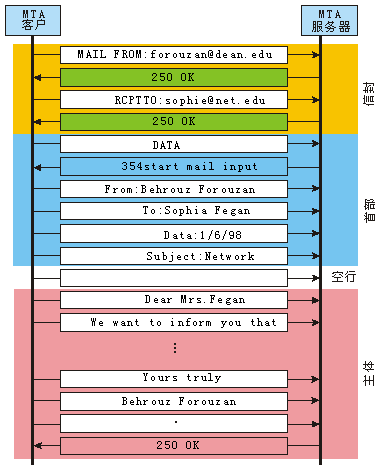 MTA
客户
MTA
服务器
MAIL FROM:forouzan@dean.edu
250 OK
RCPTTO:sophie@net.edu
250 OK
信封
DATA
354start mail input
From:Behrouz Forouzan
To:Sophia Fegan
Data:1/6/98
Subject:Network
首部
空行
Dear Mrs.Fegan
We want to inform you that
⋮
Yours truly
Behrouz Forouzan
.
250 OK
主体